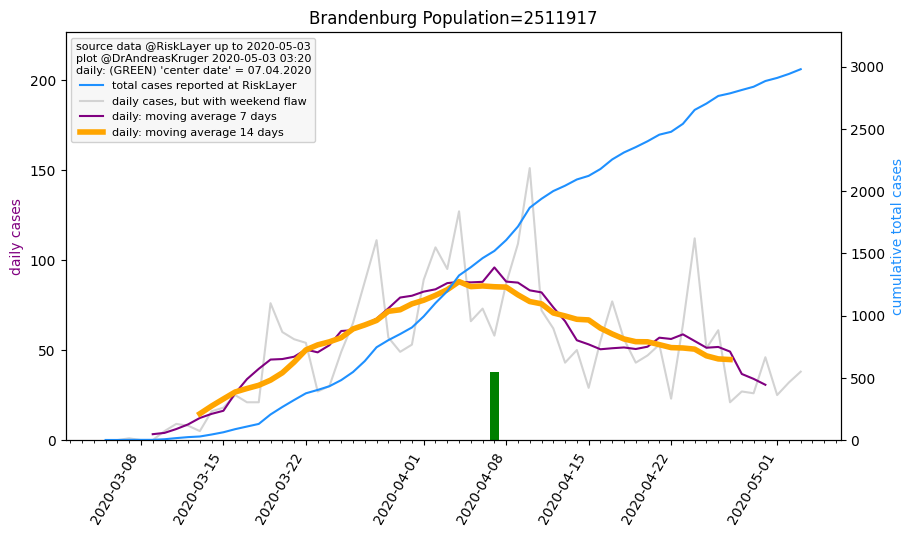 Brandenburg Population=2511917
source data @RiskLayer up to 2020-05-03
plot @DrAndreasKruger 2020-05-03 03:20
daily: (GREEN) 'center date' = 07.04.2020
total cases reported at RiskLayer
daily cases, but with weekend flaw
daily: moving average 7 days
daily: moving average 14 days
daily cases
200
150
100
50
0
cumulative total cases
3000
2500
2000
1500
1000
500
0
2020-03-08
2020-03-15
2020-03-22
2020-04-01
2020-04-08
2020-04-15
2020-04-22
2020-05-01